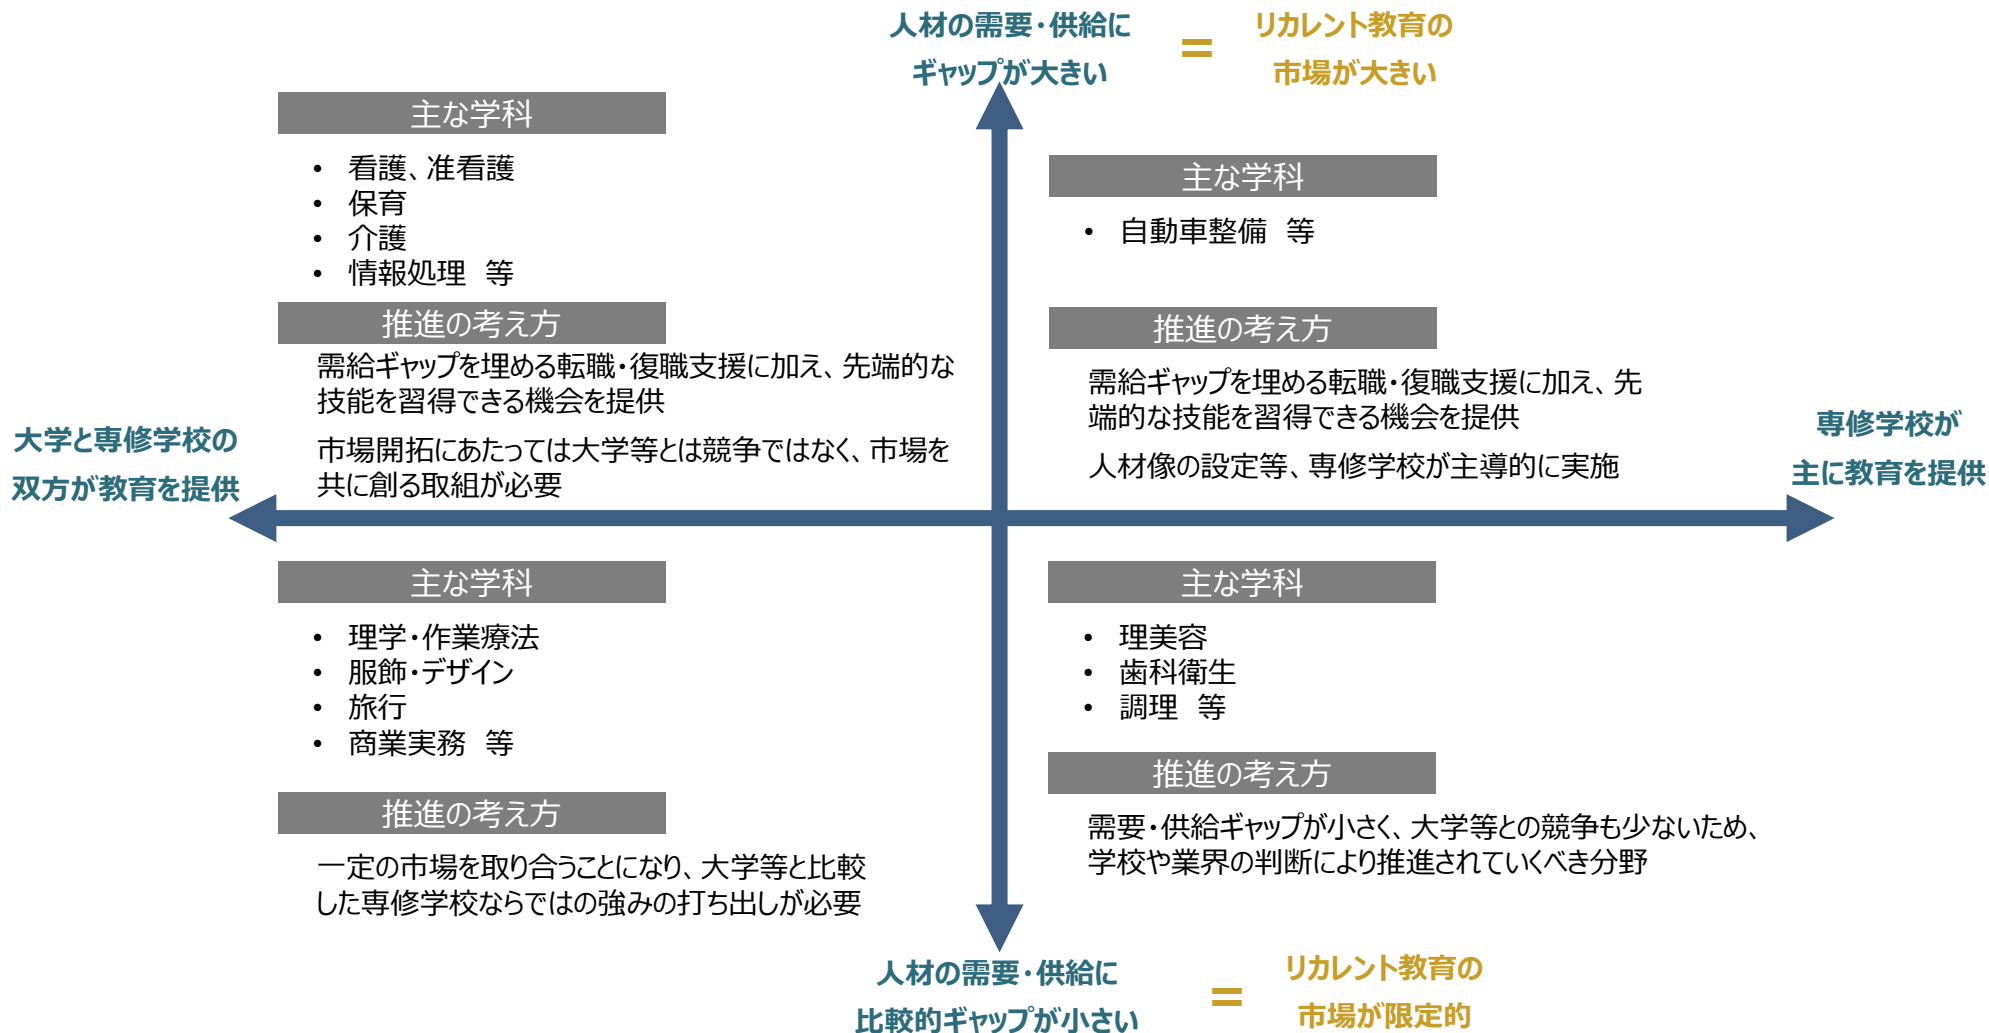 人材の需要・供給に
ギャップが大きい
=
リカレント教育の
市場が大きい
主な学科
• 看護、准看護
• 保育
• 介護
• 情報処理 等
推進の考え方
需給ギャップを埋める転職・復職支援に加え、先端的な
技能を習得できる機会を提供
市場開拓にあたっては大学等とは競争ではなく、市場を
共に創る取組が必要
主な学科
• 自動車整備 等
推進の考え方
需給ギャップを埋める転職・復職支援に加え、先
端的な技能を習得できる機会を提供
人材像の設定等、専修学校が主導的に実施
大学と専修学校の
双方が教育を提供
専修学校が
主に教育を提供
主な学科
• 理学・作業療法
• 服飾・デザイン
• 旅行
• 商業実務 等
推進の考え方
一定の市場を取り合うことになり、大学等と比較
した専修学校ならではの強みの打ち出しが必要
主な学科
• 理美容
• 歯科衛生
• 調理 等
推進の考え方
需要・供給ギャップが小さく、大学等との競争も少ないため、
学校や業界の判断により推進されていくべき分野
人材の需要・供給に
比較的ギャップが小さい
=
リカレント教育の
市場が限定的